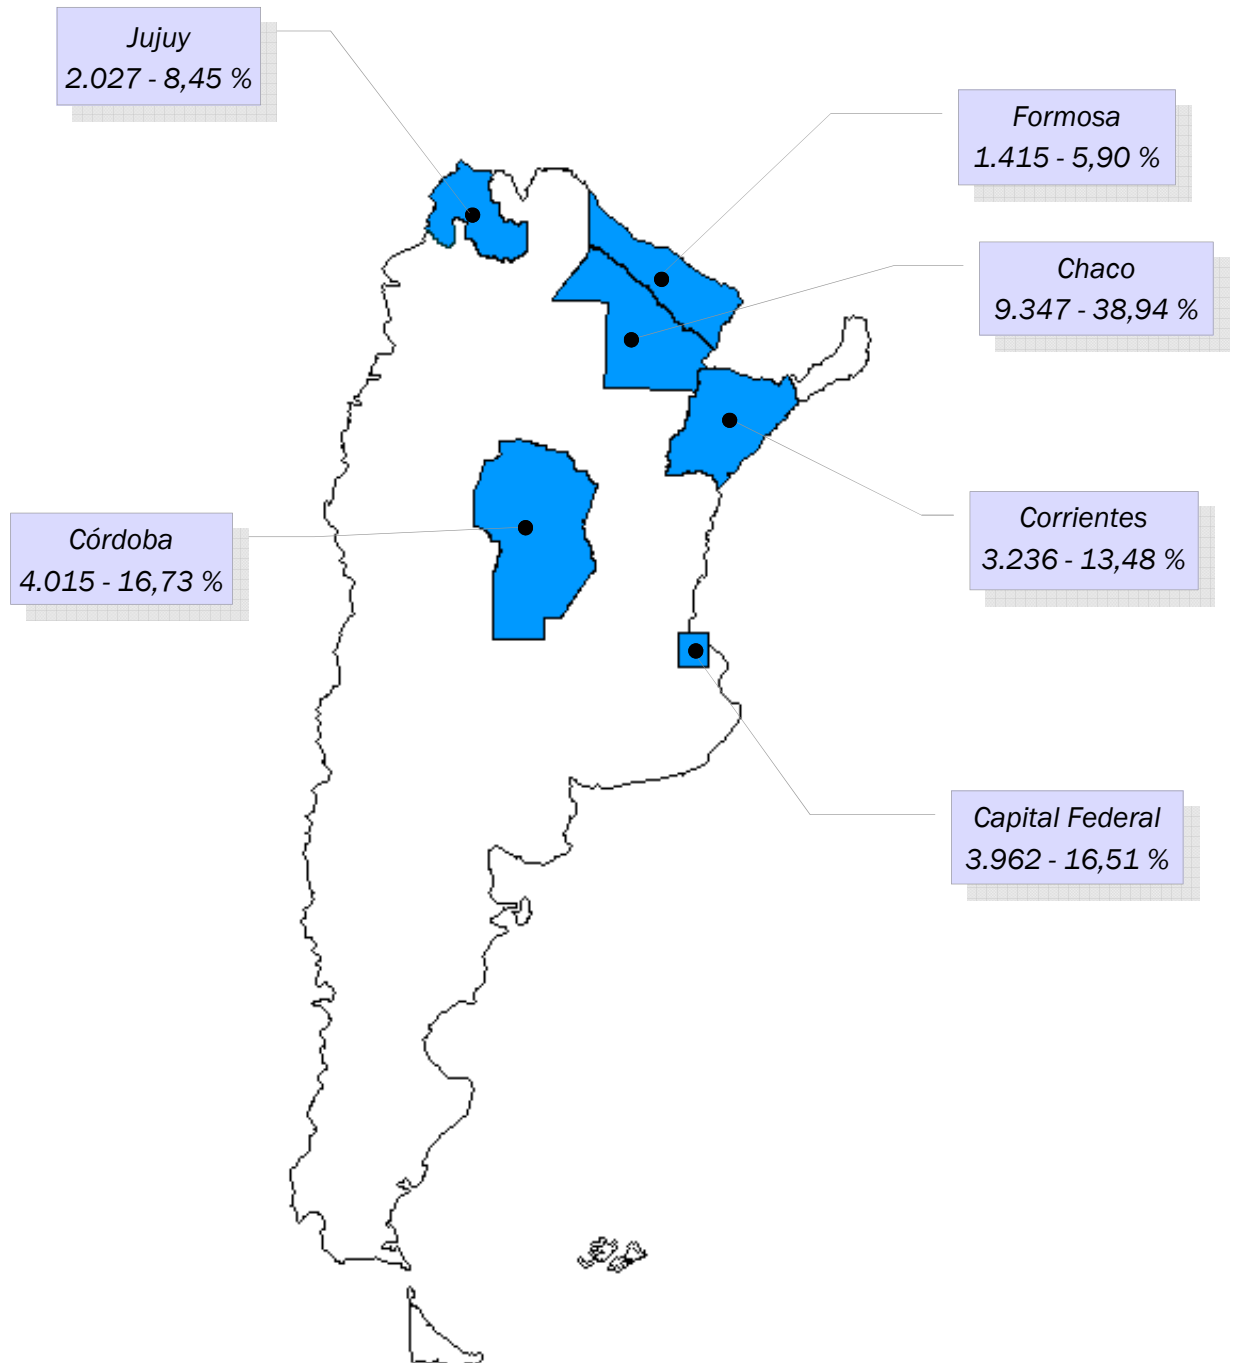 Jujuy
2.027 - 8,45 %
Formosa
1.415 - 5,90 %
Chaco
9.347 - 38,94 %
Córdoba
4.015 - 16,73 %
Corrientes
3.236 - 13,48 %
Capital Federal
3.962 - 16,51 %